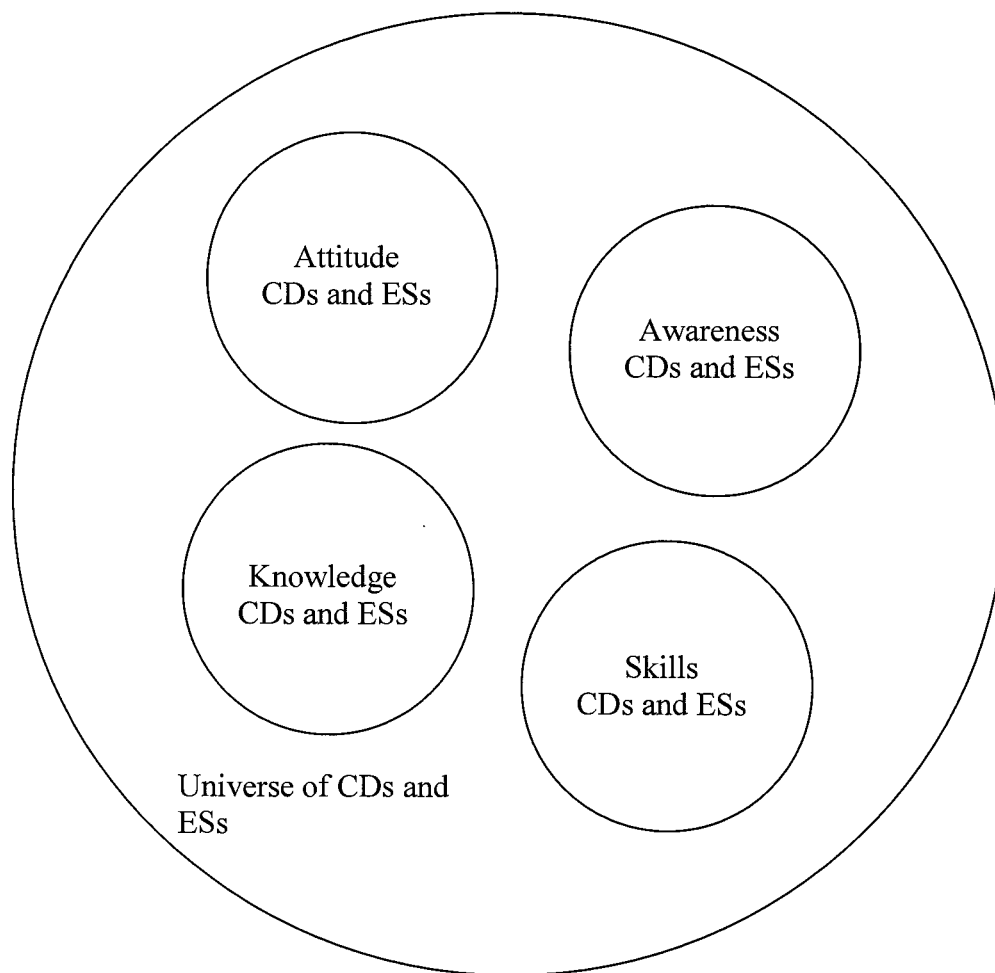 Attitude
CDs and ESs
Awareness
CDs and ESs
Knowledge
CDs and ESs
Skills
CDs and ESs
Universe of CDs and
ESs